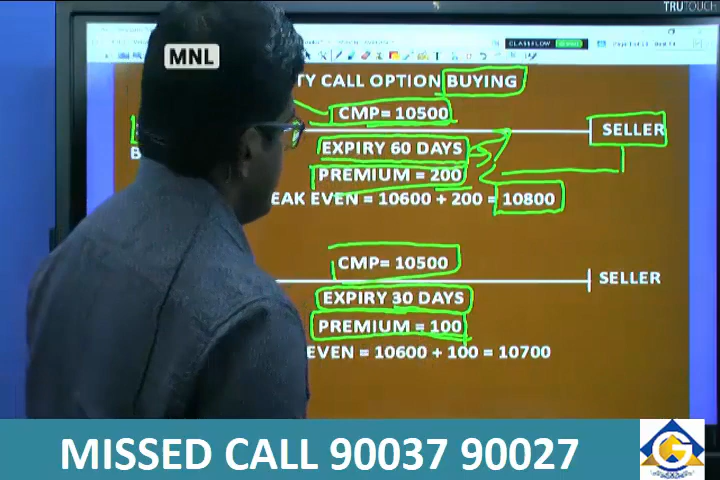 TRUTOUCH
MNL
CLASSFLOW
TY CALL OPTION BUYING
CMP= 10500
SELLER
EXPIRY 60 DAYS
B
PREMIUM = 200
EAK EVEN = 10600 + 200 = 10800
CMP= 10500
SELLER
EXPIRY 30 DAYS
PREMIUM = 100
EVEN = 10600 + 100 = 10700
MISSED CALL 90037 90027
G